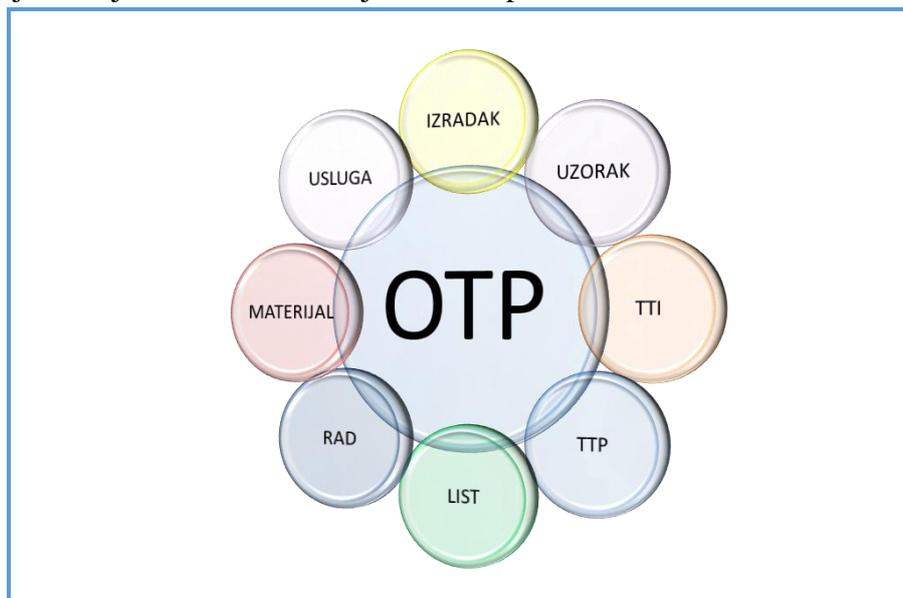 IZRADAK
UZORAK
USLUGA
TTI
OTP
MATERIJAL
TTP
RAD
LIST